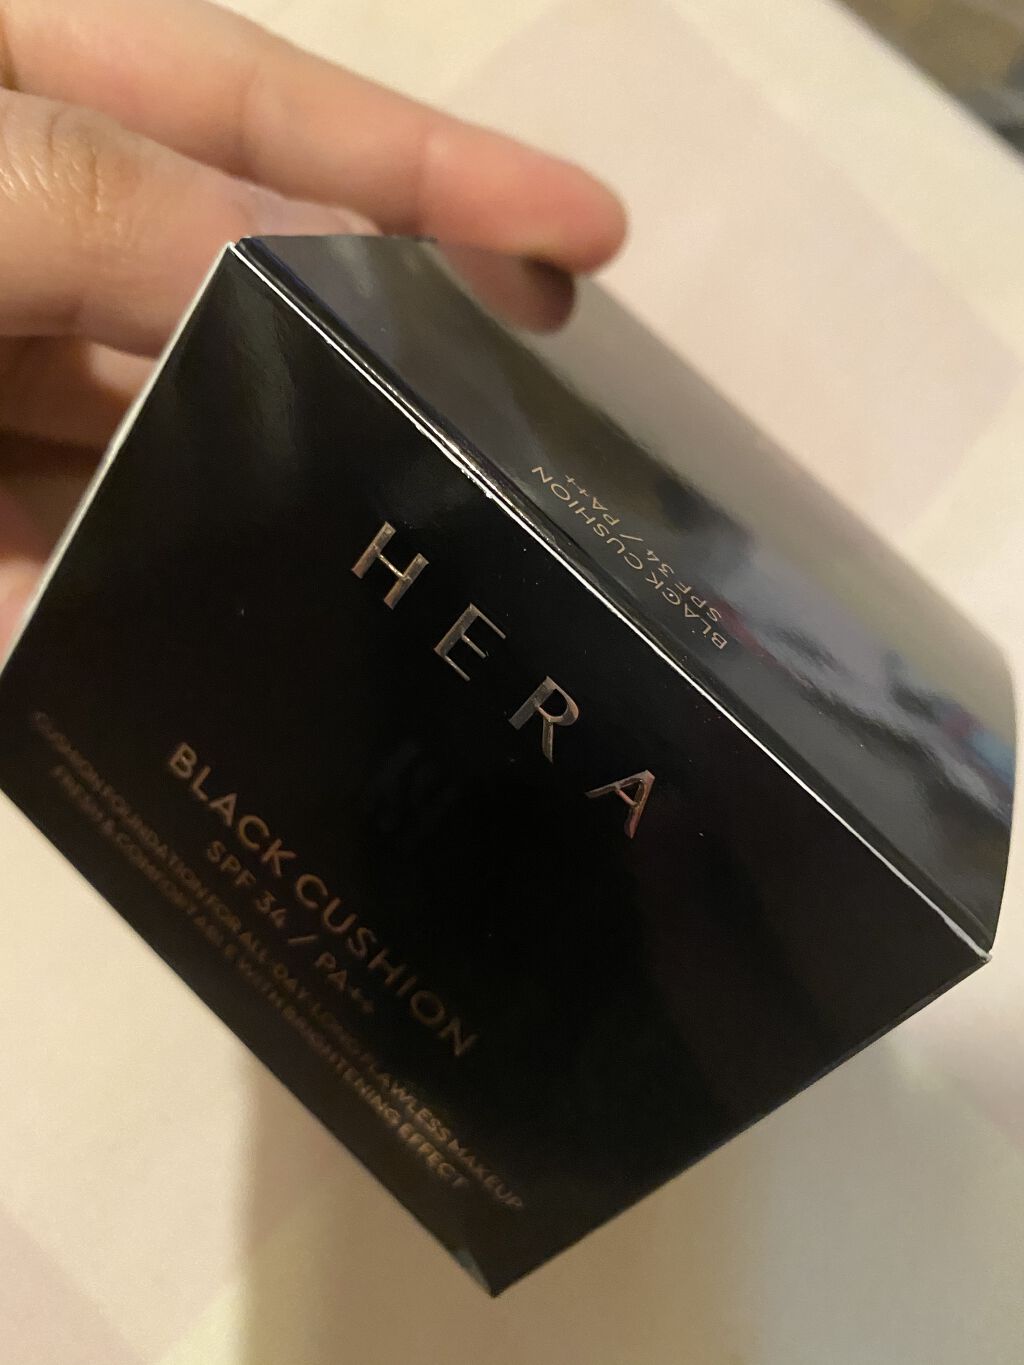 HERA
BLACK CUSHION
SPF 34 / PA++
CUSHION FOUNDATION FOR ALL-DAY LONG FLAWLESS MAKEUP
FRESH & COMFORTABLE WITH BRIGHTENING EFFECT
BLACK CUSHION
SPF 34 / PA++